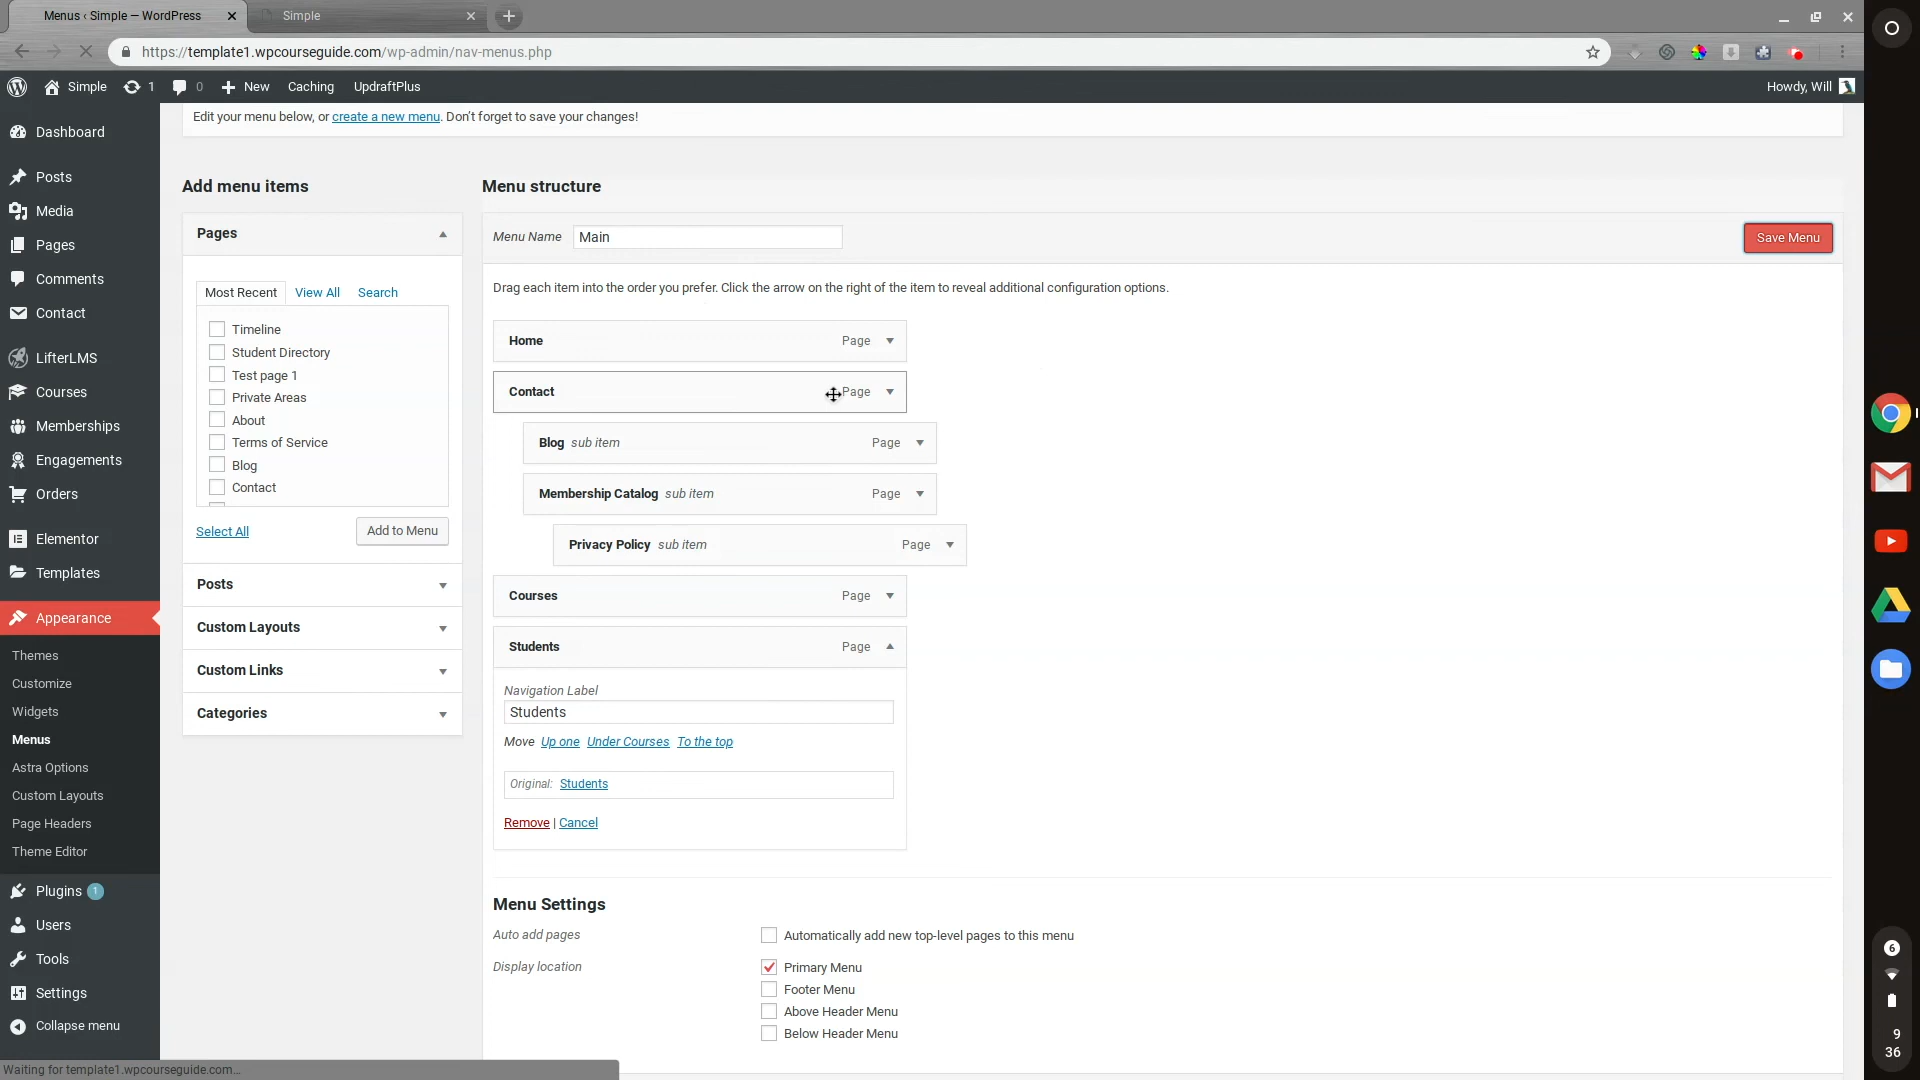 Menus ‹ Simple — WordPress
Simple
https://template1.wpcourseguide.com/wp-admin/nav-menus.php
Simple 1 0 New Caching UpdraftPlus Howdy, Will
Dashboard
Posts
Media
Pages
Comments
Contact
LifterLMS
Courses
Memberships
Engagements
Orders
Elementor
Templates
Appearance
Themes
Customize
Widgets
Menus
Astra Options
Custom Layouts
Page Headers
Theme Editor
Plugins 1
Users
Tools
Settings
Collapse menu
Edit your menu below, or create a new menu. Don't forget to save your changes!
Add menu items
Pages
Most Recent View All Search
Timeline
Student Directory
Test page 1
Private Areas
About
Terms of Service
Blog
Contact
Select All Add to Menu
Posts
Custom Layouts
Custom Links
Categories
Menu structure
Menu Name Main Save Menu
Drag each item into the order you prefer. Click the arrow on the right of the item to reveal additional configuration options.
Home Page
Contact Page
Blog sub item Page
Membership Catalog sub item Page
Privacy Policy sub item Page
Courses Page
Students Page
Navigation Label
Students
Move Up one Under Courses To the top
Original: Students
Remove | Cancel
Menu Settings
Auto add pages Automatically add new top-level pages to this menu
Display location Primary Menu
Footer Menu
Above Header Menu
Below Header Menu
Waiting for template1.wpcourseguide.com...
6
9
36